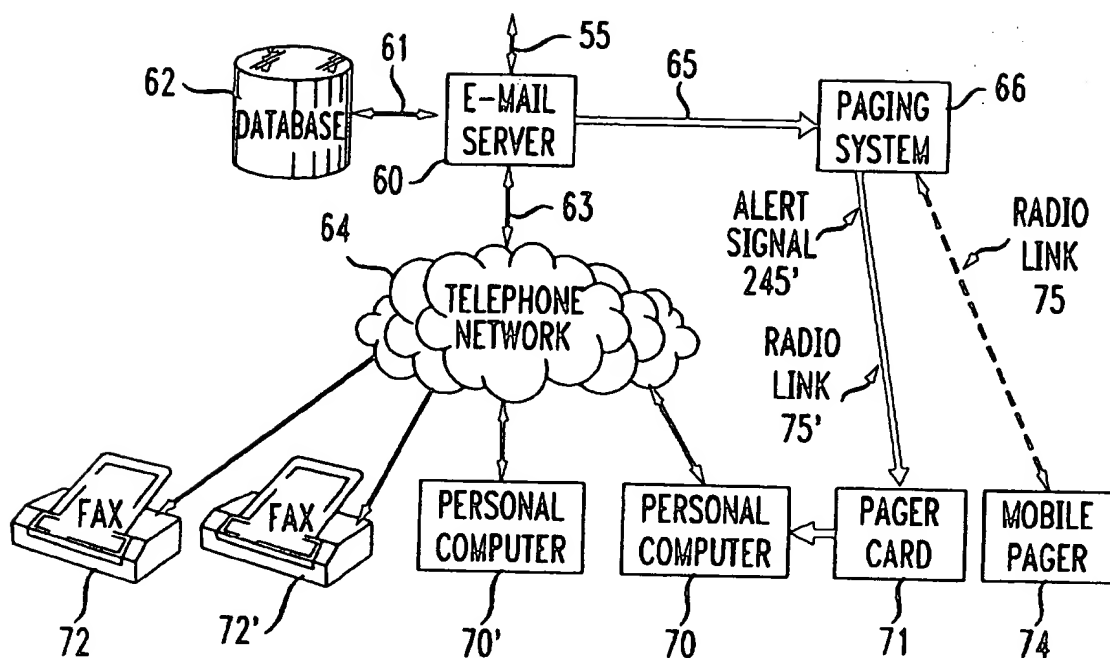 55
61
62
DATABASE
E-MAIL
SERVER
60
65
PAGING
SYSTEM
66
63
64
TELEPHONE
NETWORK
ALERT
SIGNAL
245'
RADIO
LINK
75
RADIO
LINK
75'
FAX
72
FAX
72'
PERSONAL
COMPUTER
70'
PERSONAL
COMPUTER
70
PAGER
CARD
71
MOBILE
PAGER
74